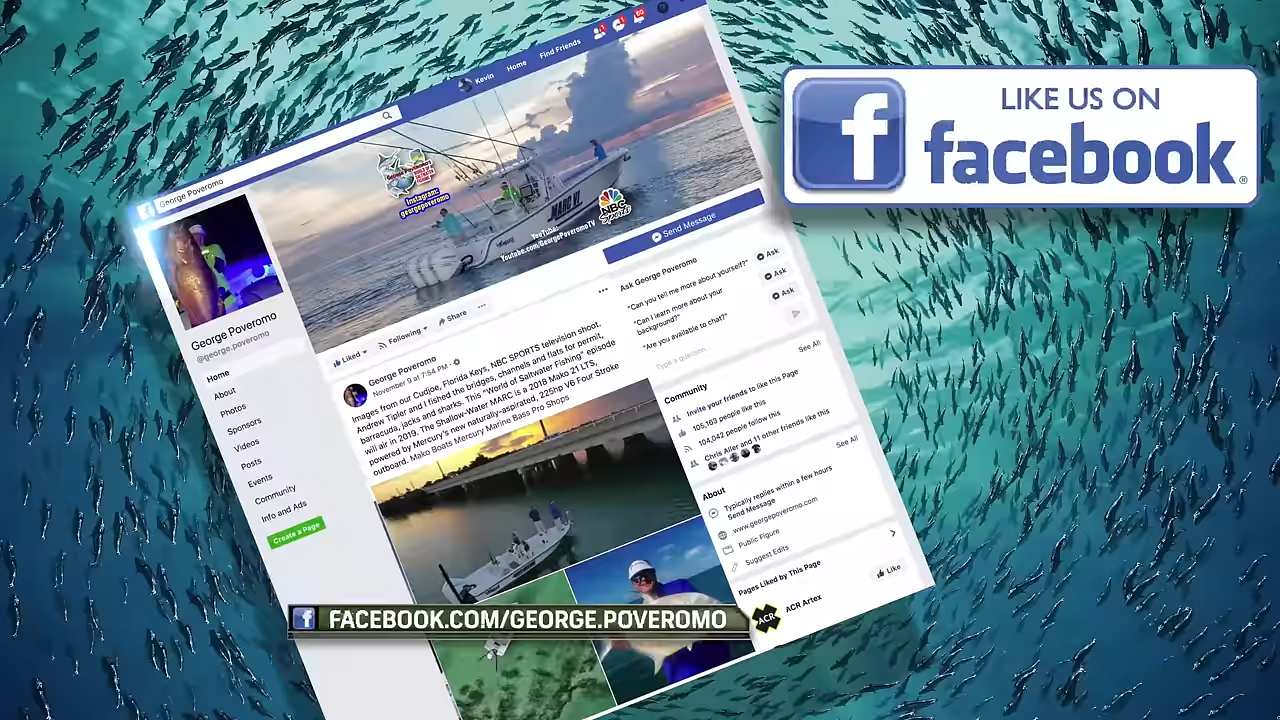 LIKE US ON
facebook®
Kevin
Home
Find Friends
1
1
60
George Poveromo
Instagram:
georgepoveromo
MARC VI
NBC
Sports
YouTube:
Youtube.com/GeorgePoveromoTV
Send Message
George Poveromo
@george.poveromo
Home
About
Photos
Sponsors
Videos
Posts
Events
Community
Info and Ads
Create a Page
Liked
Following
Share
George Poveromo
November 9 at 7:54 PM
Images from our Cudjoe, Florida Keys, NBC SPORTS television shoot.
Andrew Tipler and I fished the bridges, channels and flats for permit,
barracuda, jacks and sharks. This "World of Saltwater Fishing" episode
will air in 2019. The Shallow-Water MARC is a 2018 Mako 21 LTS,
powered by Mercury's new naturally-aspirated, 225hp V6 Four Stroke
outboard. Mako Boats Mercury Marine Bass Pro Shops
Ask George Poveromo
"Can you tell me more about yourself?"
Ask
"Can I learn more about your
background?"
Ask
"Are you available to chat?"
Ask
Type a question...
Community
See All
Invite your friends to like this Page
105,163 people like this
104,042 people follow this
Chris Aller and 11 other friends like this
About
See All
Typically replies within a few hours
Send Message
www.georgepoveromo.com
Public Figure
Suggest Edits
Pages Liked by This Page
ACR
ACR Artex
Like
FACEBOOK.COM/GEORGE.POVEROMO